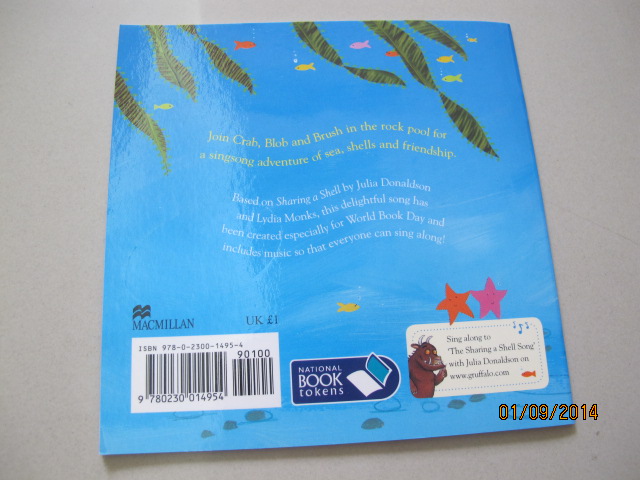 Join Crab, Blob and Brush in the rock pool for
a singsong adventure of sea, shells and friendship.
Based on Sharing a Shell by Julia Donaldson
and Lydia Monks, this delightful song has
been created especially for World Book Day and
includes music so that everyone can sing along!
MACMILLAN
UK £1
ISBN 978-0-2300-1495-4
90100
9 780230 014954
NATIONAL
BOOK
tokens
Sing along to
'The Sharing a Shell Song'
with Julia Donaldson on
www.gruffalo.com
01/09/2014